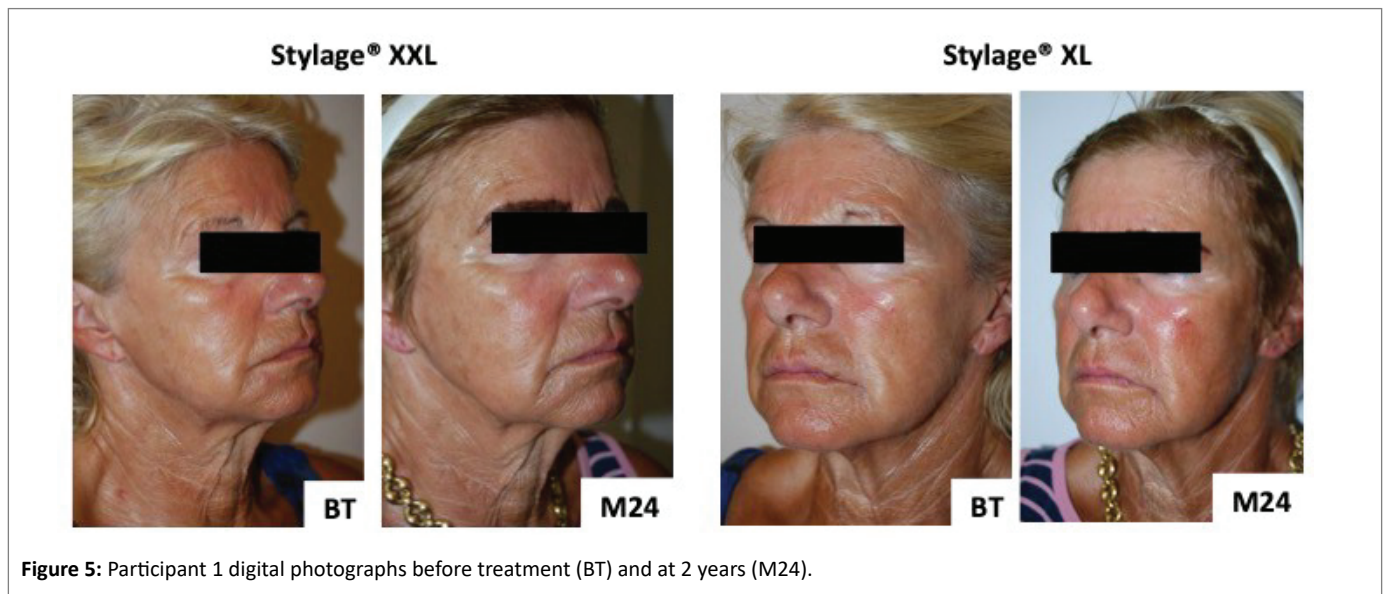 Stylage® XXL
Stylage® XL
BT
M24
BT
M24
Figure 5: Participant 1 digital photographs before treatment (BT) and at 2 years (M24).